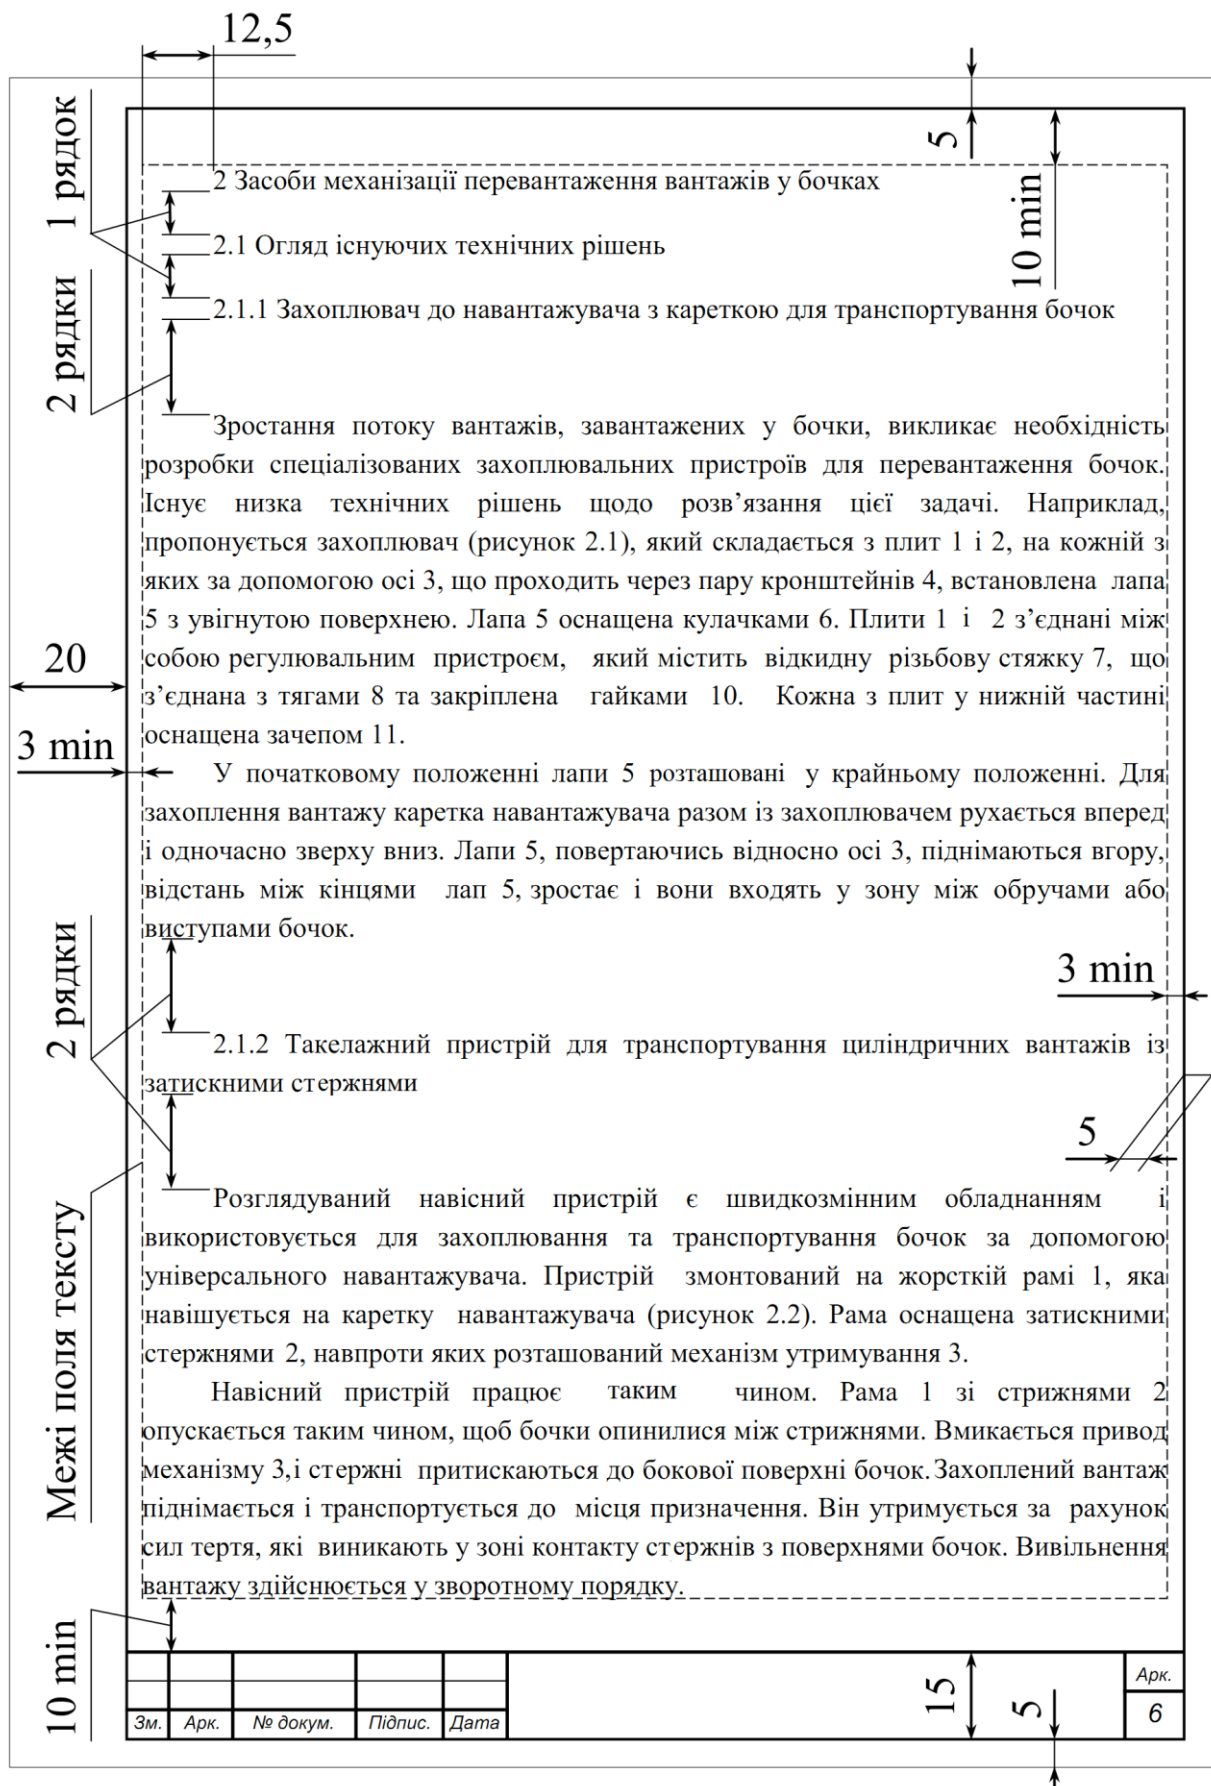 12,5
5
10 min
1 рядок
2 Засоби механізації перевантаження вантажів у бочках
2.1 Огляд існуючих технічних рішень
2 рядки
2.1.1 Захоплювач до навантажувача з кареткою для транспортування бочок
Зростання потоку вантажів, завантажених у бочки, викликає необхідність
розробки спеціалізованих захоплювальних пристроїв для перевантаження бочок.
Існує низка технічних рішень щодо розв’язання цієї задачі. Наприклад,
пропонується захоплювач (рисунок 2.1), який складається з плит 1 і 2, на кожній з
яких за допомогою осі 3, що проходить через пару кронштейнів 4, встановлена лапа
5 з увігнутою поверхнею. Лапа 5 оснащена кулачками 6. Плити 1 і 2 з’єднані між
собою регулювальним пристроєм, який містить відкидну різьбову стяжку 7, що
з’єднана з тягами 8 та закріплена гайками 10. Кожна з плит у нижній частині
оснащена зачепом 11.
20
3 min
У початковому положенні лапи 5 розташовані у крайньому положенні. Для
захоплення вантажу каретка навантажувача разом із захоплювачем рухається вперед
і одночасно зверху вниз. Лапи 5, повертаючись відносно осі 3, піднімаються вгору,
відстань між кінцями лап 5, зростає і вони входять у зону між обручами або
виступами бочок.
2 рядки
3 min
2.1.2 Такелажний пристрій для транспортування циліндричних вантажів із
затискними стержнями
5
Межі поля тексту
Розглядуваний навісний пристрій є швидкозмінним обладнанням і
використовується для захоплювання та транспортування бочок за допомогою
універсального навантажувача. Пристрій змонтований на жорсткій рамі 1, яка
навішується на каретку навантажувача (рисунок 2.2). Рама оснащена затискними
стержнями 2, навпроти яких розташований механізм утримування 3.
Навісний пристрій працює таким чином. Рама 1 зі стрижнями 2
опускається таким чином, щоб бочки опинилися між стрижнями. Вмикається привод
механізму 3,і стержні притискаються до бокової поверхні бочок. Захоплений вантаж
піднімається і транспортується до місця призначення. Він утримується за рахунок
сил тертя, які виникають у зоні контакту стержнів з поверхнями бочок. Вивільнення
вантажу здійснюється у зворотному порядку.
10 min
15
5
Арк.
6
Зм. Арк. № докум. Підпис. Дата